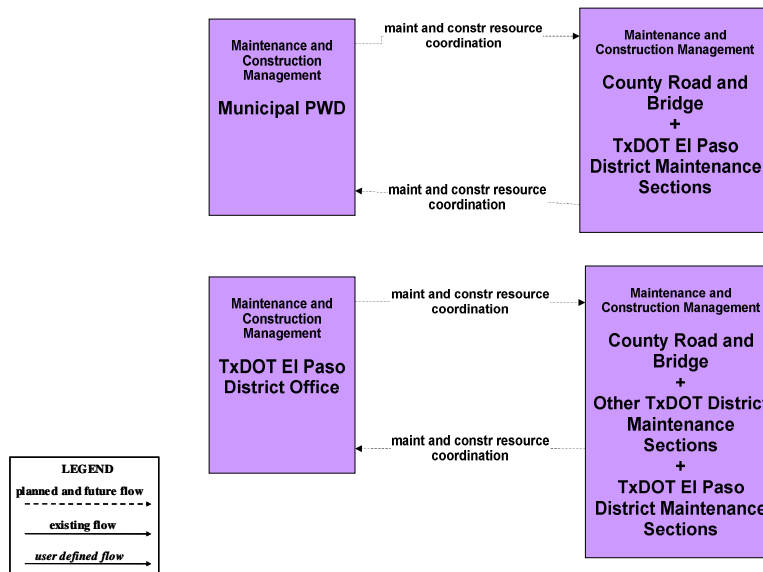 Maintenance and
Construction
Management
Municipal PWD
maint and constr resource
coordination
Maintenance and
Construction Management
County Road and
Bridge
+
TxDOT El Paso
District Maintenance
Sections
maint and constr resource
coordination
Maintenance and
Construction
Management
TxDOT El Paso
District Office
maint and constr resource
coordination
Maintenance and
Construction Management
County Road and
Bridge
+
Other TxDOT District
Maintenance
Sections
+
TxDOT El Paso
District Maintenance
Sections
maint and constr resource
coordination
LEGEND
planned and future flow
existing flow
user defined flow